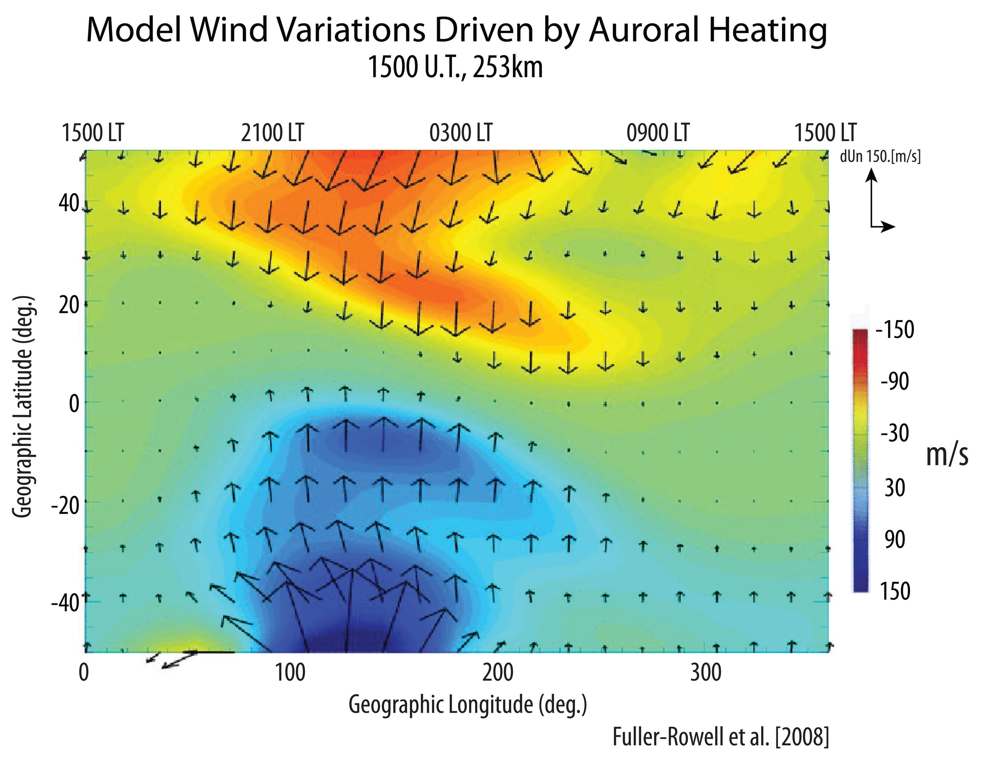 Model Wind Variations Driven by Auroral Heating
1500 U.T., 253km
1500 LT 2100 LT 0300 LT 0900 LT 1500 LT
dUn 150.[m/s]
Geographic Latitude (deg.)
40
20
0
-20
-40
-150
-90
-30
30
90
150
m/s
0 100 200 300
Geographic Longitude (deg.)
Fuller-Rowell et al. [2008]